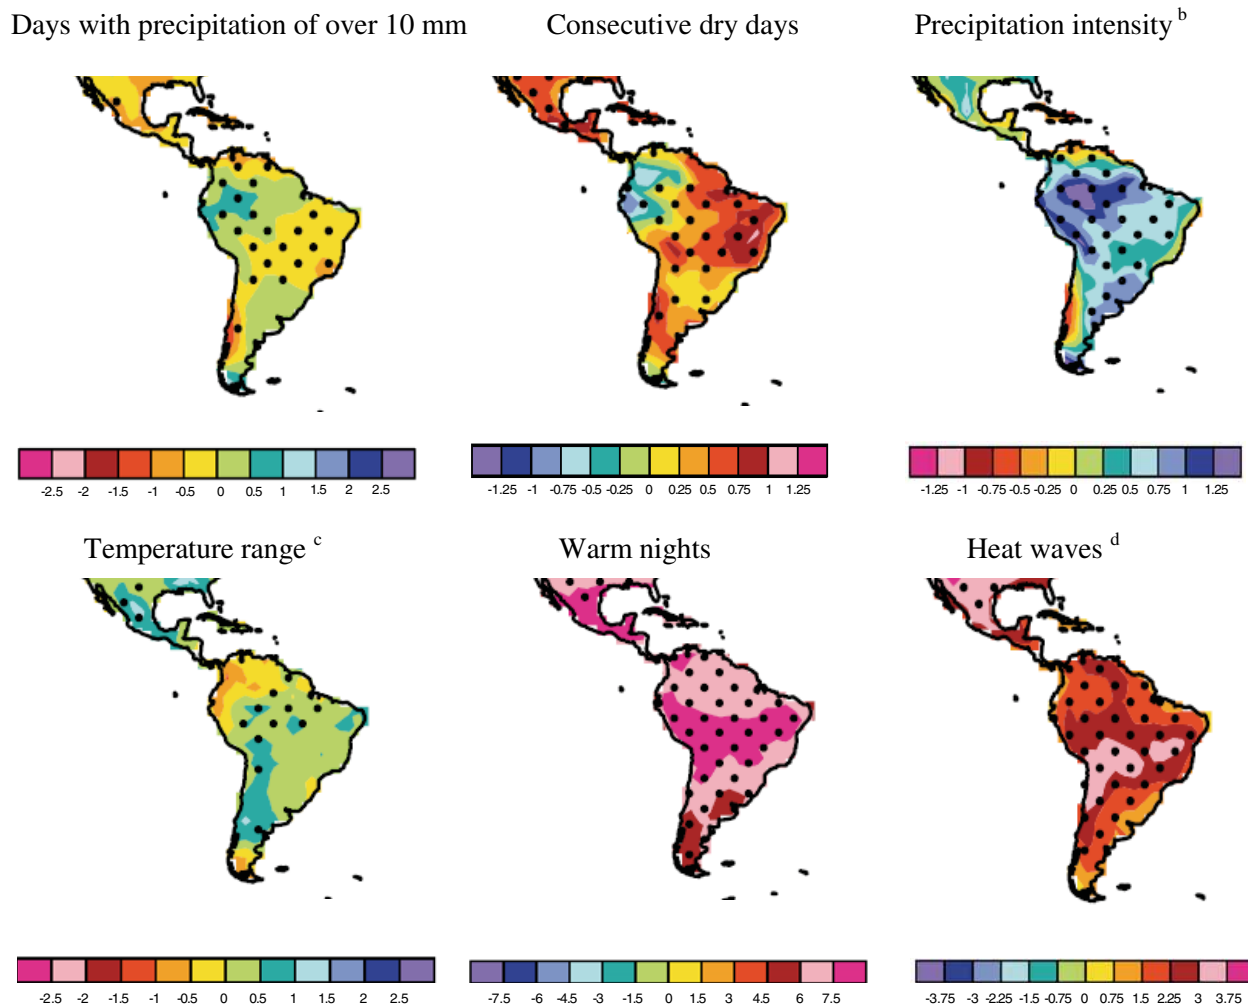 Days with precipitation of over 10 mm
Consecutive dry days
Precipitation intensity b
-2.5 -2 -1.5 -1 -0.5 0 0.5 1 1.5 2 2.5
-1.25 -1 -0.75 -0.5 -0.25 0 0.25 0.5 0.75 1 1.25
-1.25 -1 -0.75 -0.5 -0.25 0 0.25 0.5 0.75 1 1.25
Temperature range c
Warm nights
Heat waves d
-2.5 -2 -1.5 -1 -0.5 0 0.5 1 1.5 2 2.5
-7.5 -6 -4.5 -3 -1.5 0 1.5 3 4.5 6 7.5
-3.75 -3 -2.25 -1.5 -0.75 0 0.75 1.5 2.25 3 3.75